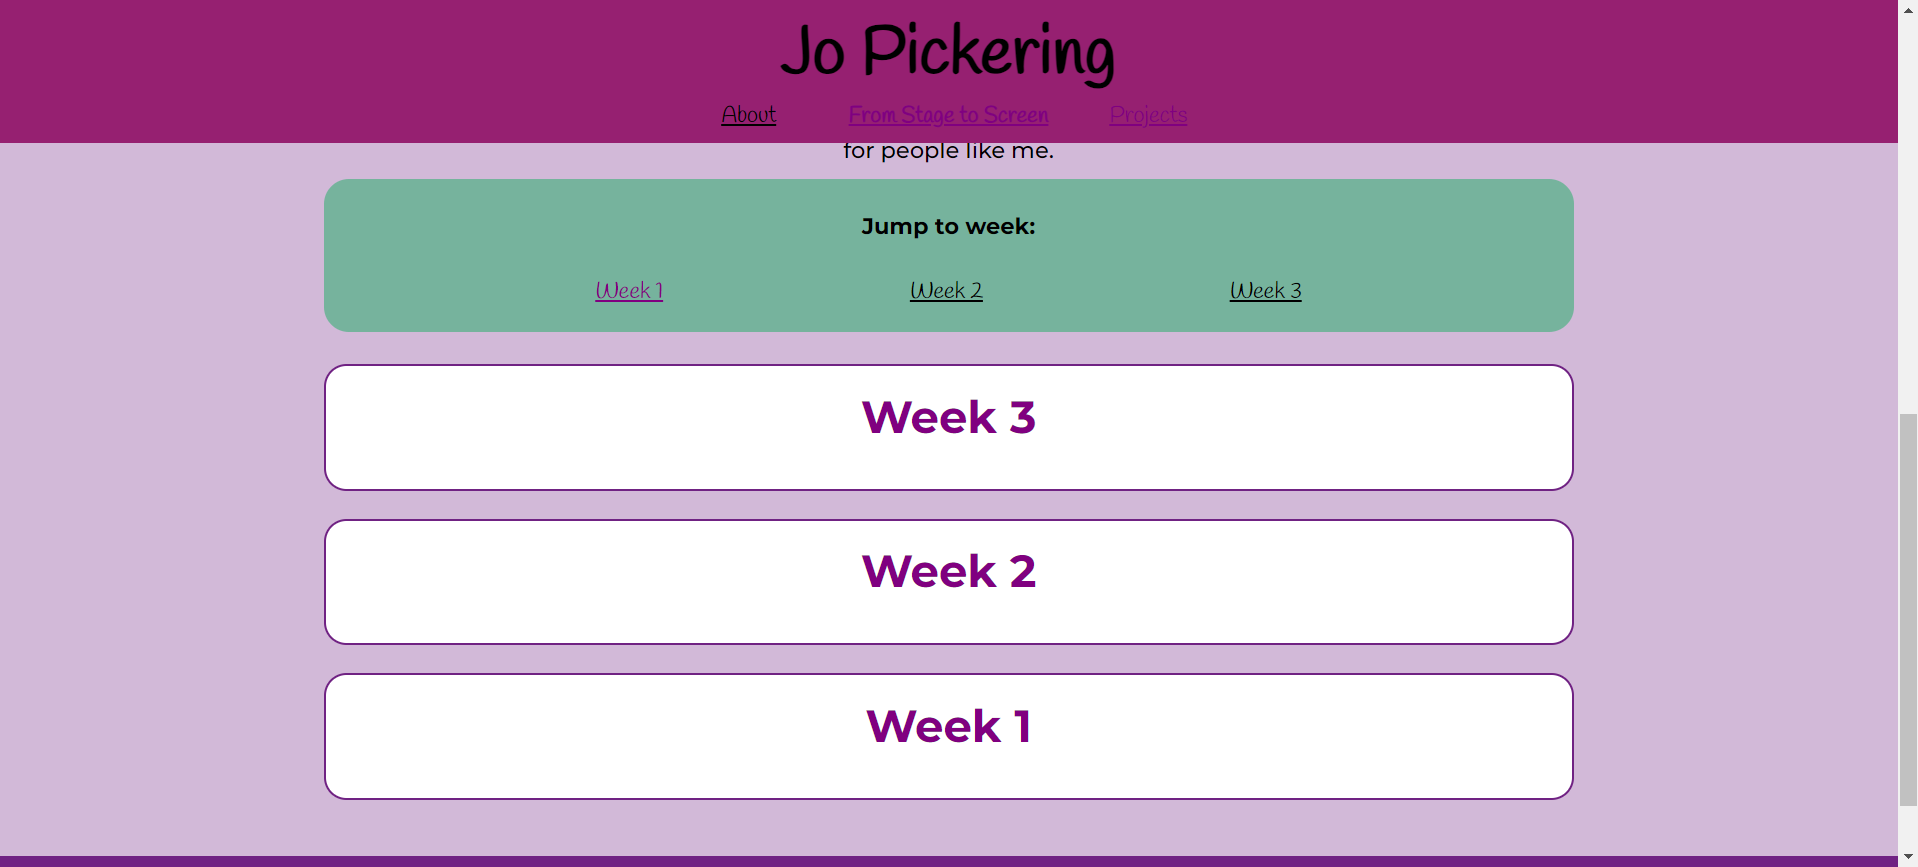 Jo Pickering
About From Stage to Screen Projects
for people like me.
Jump to week:
Week 1 Week 2 Week 3
Week 3
Week 2
Week 1